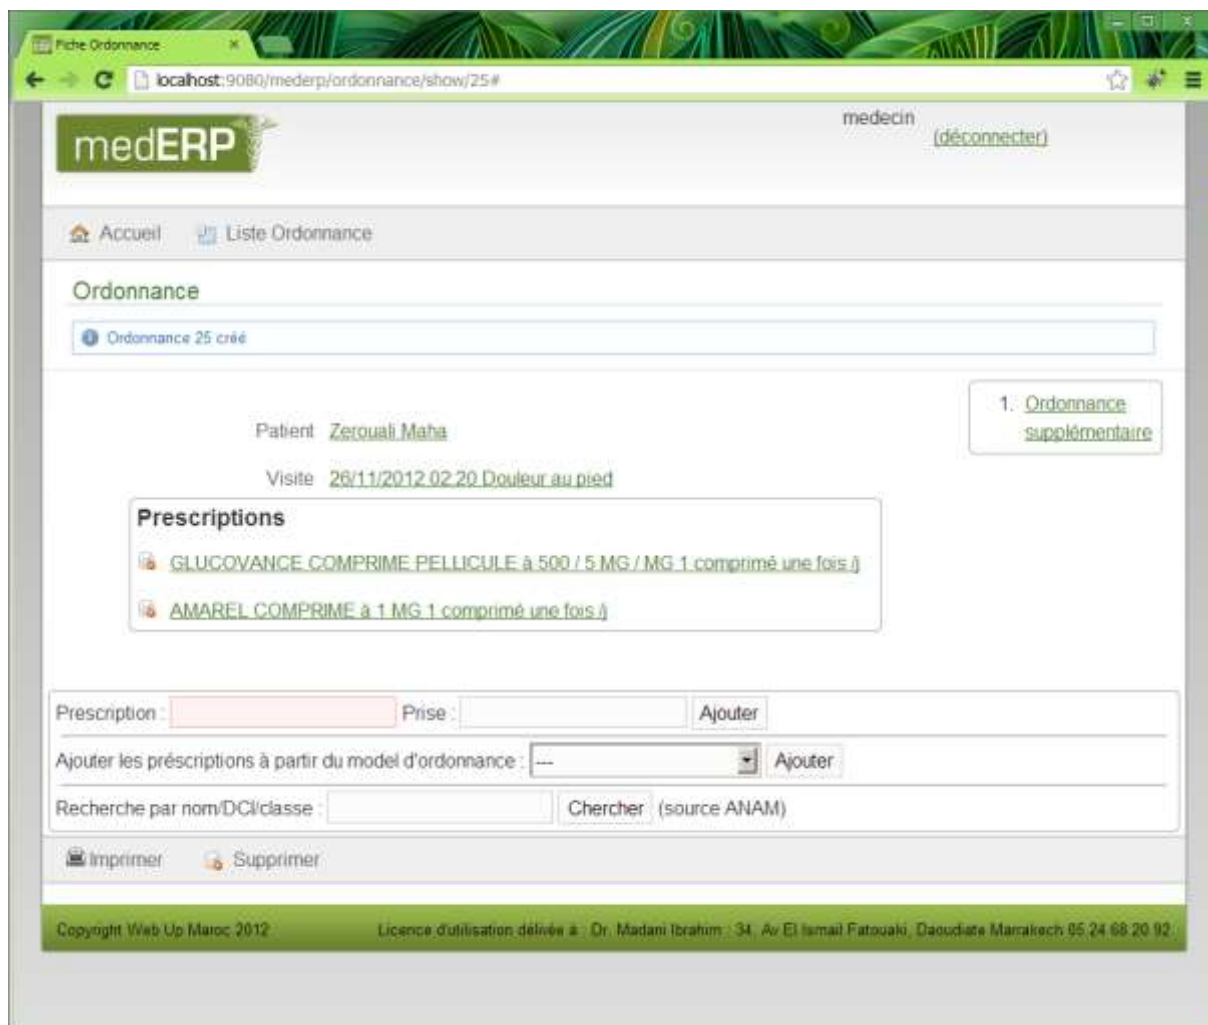 Fiche Ordonnance
localhost:9080/mederp/ordonnance/show/25#
medERP
medecin
(déconnecter)
Accueil Liste Ordonnance
Ordonnance
Ordonnance 25 créé
1. Ordonnance
supplémentaire
Patient Zerouali Maha
Visite 26/11/2012 02:20 Douleur au pied
Prescriptions
GLUCOVANCE COMPRIME PELLICULE à 500 / 5 MG / MG 1 comprimé une fois /j
AMAREL COMPRIME à 1 MG 1 comprimé une fois /j
Prescription : Prise : Ajouter
Ajouter les préscriptions à partir du model d'ordonnance : --- Ajouter
Recherche par nom/DCI/classe : Chercher (source ANAM)
Imprimer Supprimer
Copyright Web Up Maroc 2012 Licence d'utilisation délivée à : Dr. Madani Ibrahim : 34, Av El Ismail Fatouaki, Daoudiate Marrakech 05 24 68 20 92